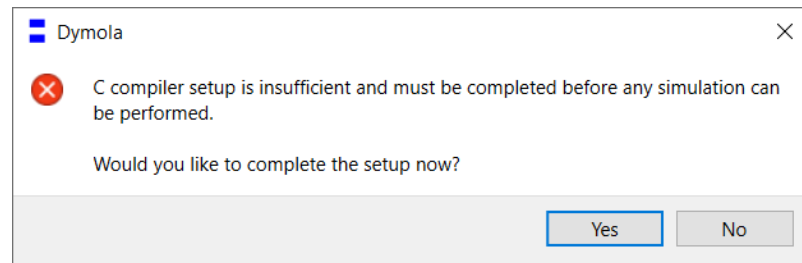 Dymola
C compiler setup is insufficient and must be completed before any simulation can
be performed.
Would you like to complete the setup now?
Yes
No